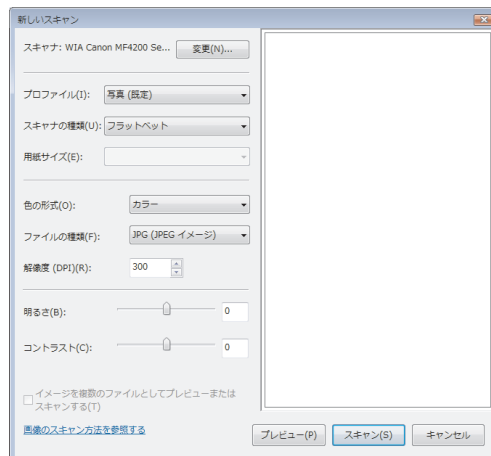 新しいスキャン
スキャナ: WIA Canon MF4200 Se... 変更(N)...
プロファイル(I): 写真 (既定)
スキャナの種類(U): フラットベット
用紙サイズ(E):
色の形式(O): カラー
ファイルの種類(F): JPG (JPEG イメージ)
解像度 (DPI)(R): 300
明るさ(B): 0
コントラスト(C): 0
イメージを複数のファイルとしてプレビューまたは
スキャンする(T)
画像のスキャン方法を参照する
プレビュー(P) スキャン(S) キャンセル